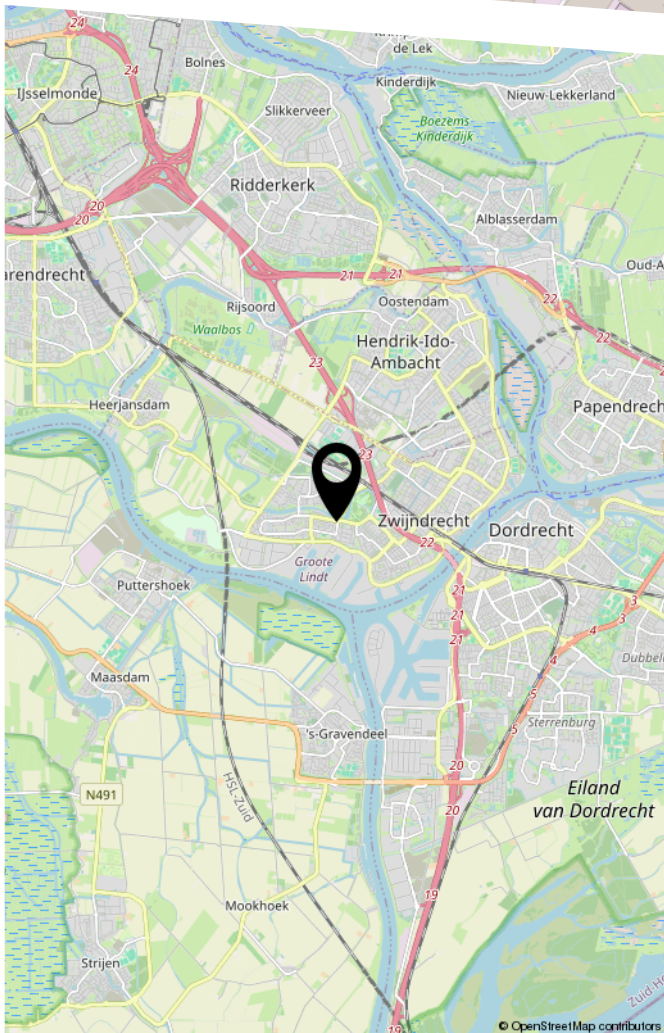 24
Bolnes
de Lek
24
Kinderdijk
IJsselmonde
Nieuw-Lekkerland
Slikkerveer
Boezems
Kinderdijk
Ridderkerk
20
20
Alblasserdam
arendrecht
21
21
Oud-A
22
Oostendam
Rijsoord
Waalbos
22
Hendrik-Ido-
Ambacht
23
Heerjansdam
Papendrech
23
Zwijndrecht
Dordrecht
22
Groote
Lindt
Puttershoek
21
21
21
3
3
4
4
Dubbel
Maasdam
5
's-Gravendeel
Sterrenburg
5
20
HSL-Zuid
N491
20
Eiland
van Dordrecht
19
Mookhoek
Strijen
Zuid-Ho
19
© OpenStreetMap contributors